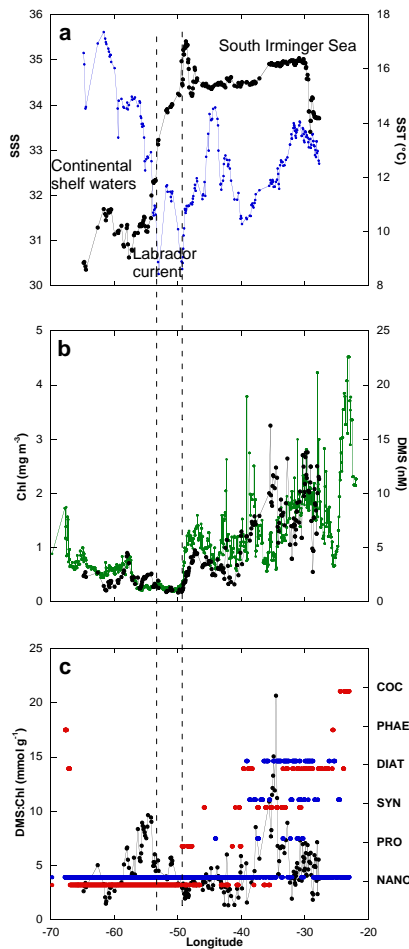 36 a 18
35 South Irminger Sea 16
34 14
SSS SST (°C)
33 Continental 12
shelf waters
32 10
31 Labrador
current
30 8
5 b 25
4 20
Chl (mg m-3) DMS (nM)
3 15
2 10
1 5
0 0
25 c
COC
20 PHAE
DMS:Chl (mmol g-1)
15 DIAT
10 SYN
PRO
5 NANO
0
-70 -60 -50 -40 -30 -20
Longitude